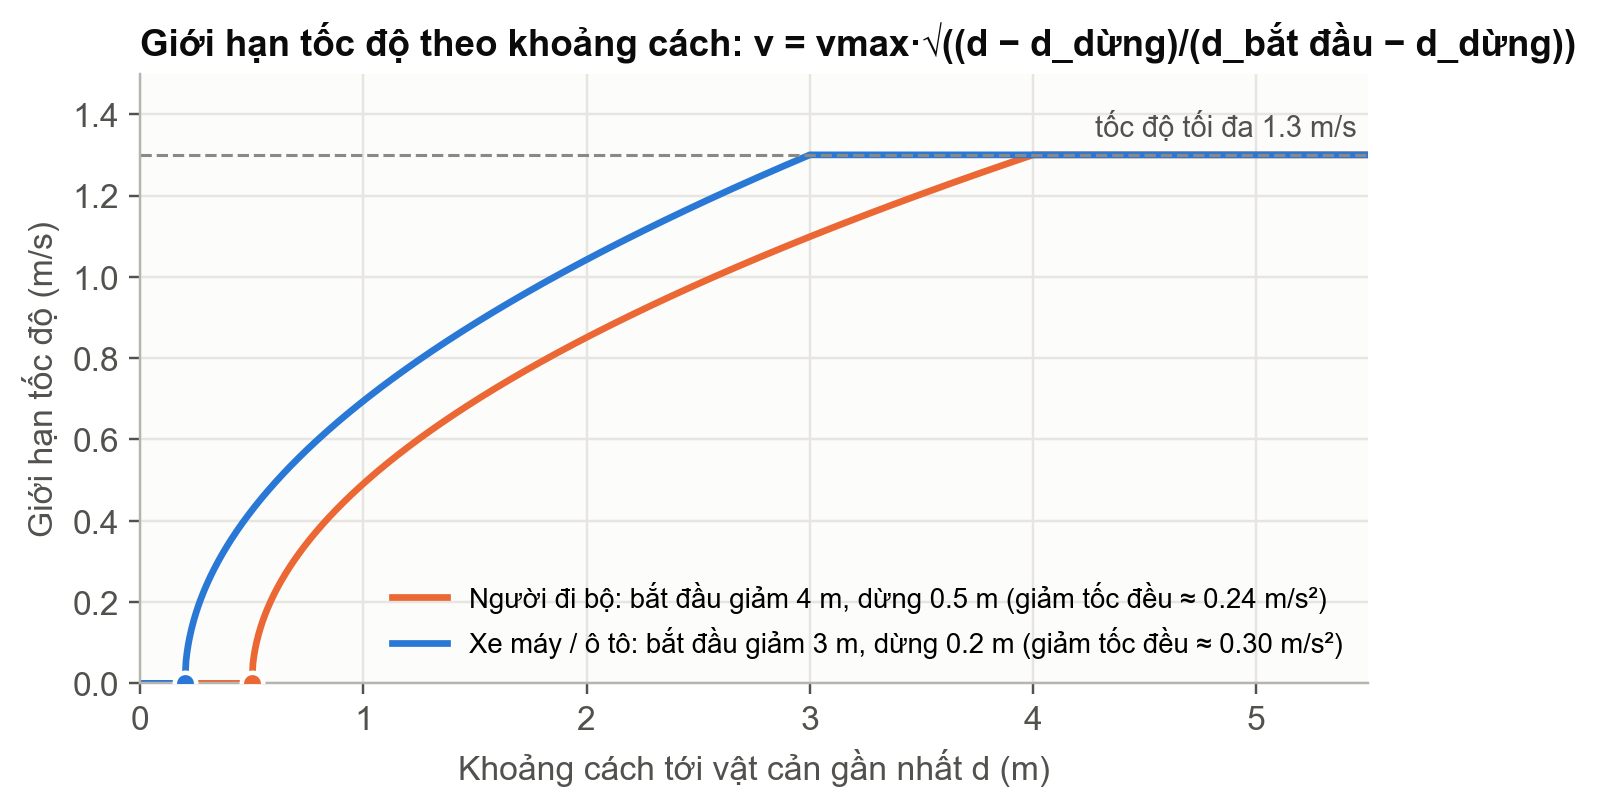 Giới hạn tốc độ theo khoảng cách: v = vmax·√((d − d_dừng)/(d_bắt đầu − d_dừng))
tốc độ tối đa 1.3 m/s
Giới hạn tốc độ (m/s)
1.4
1.2
1.0
0.8
0.6
0.4
0.2
0.0
Người đi bộ: bắt đầu giảm 4 m, dừng 0.5 m (giảm tốc đều ≈ 0.24 m/s²)
Xe máy / ô tô: bắt đầu giảm 3 m, dừng 0.2 m (giảm tốc đều ≈ 0.30 m/s²)
0 1 2 3 4 5
Khoảng cách tới vật cản gần nhất d (m)